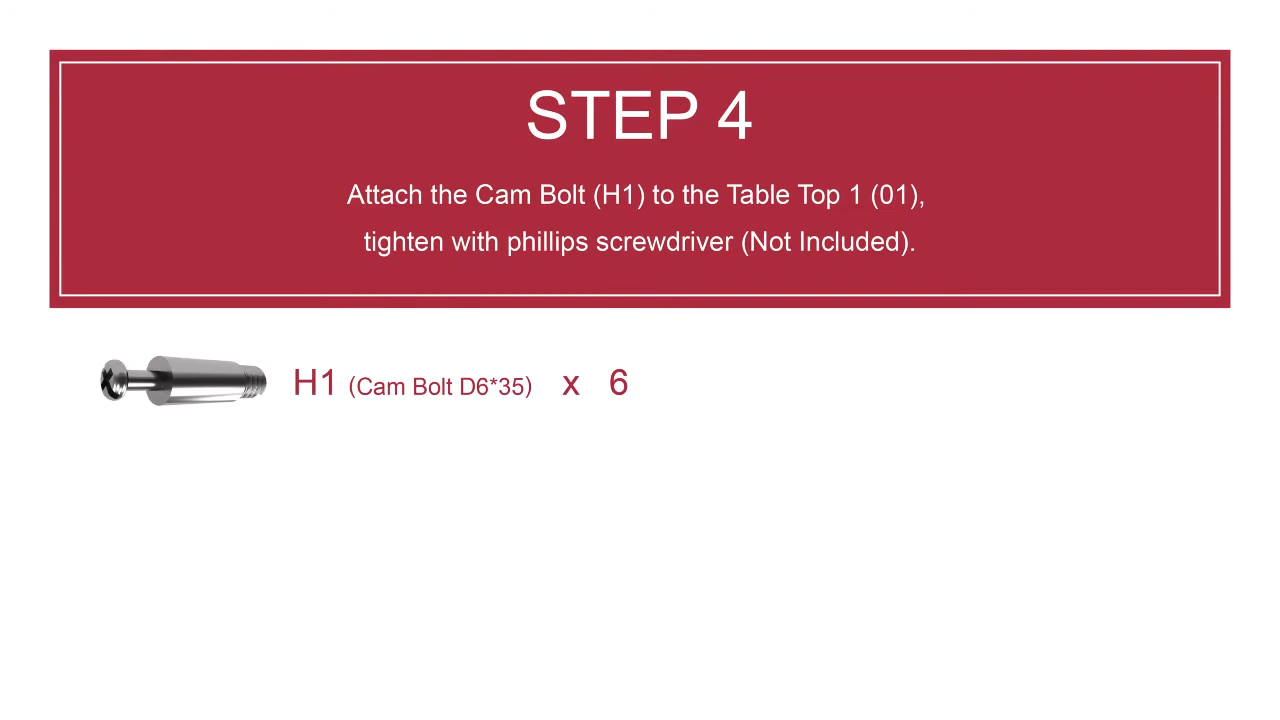 STEP 4
Attach the Cam Bolt (H1) to the Table Top 1 (01),
tighten with phillips screwdriver (Not Included).
H1 (Cam Bolt D6*35) x 6